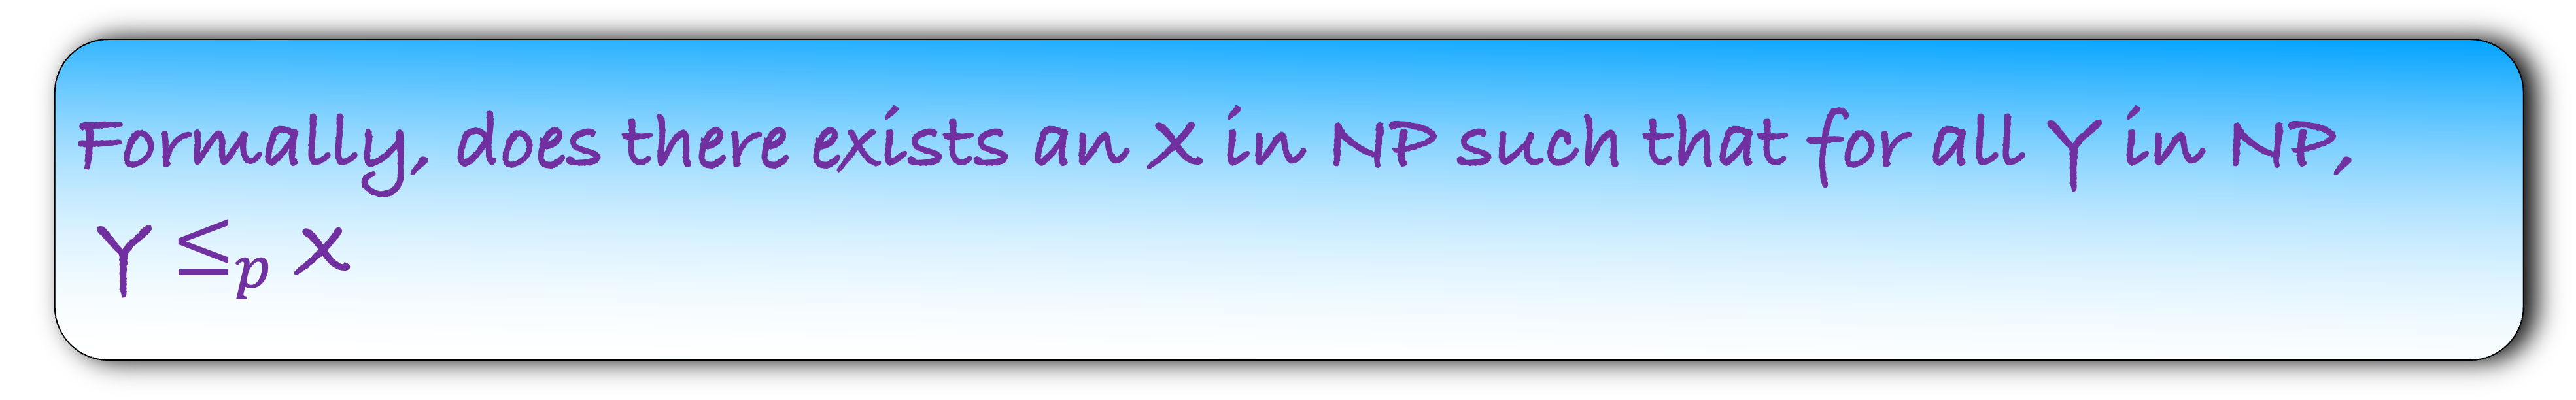 Formally, does there exists an X in NP such that for all Y in NP,
Y ≤ₚ X